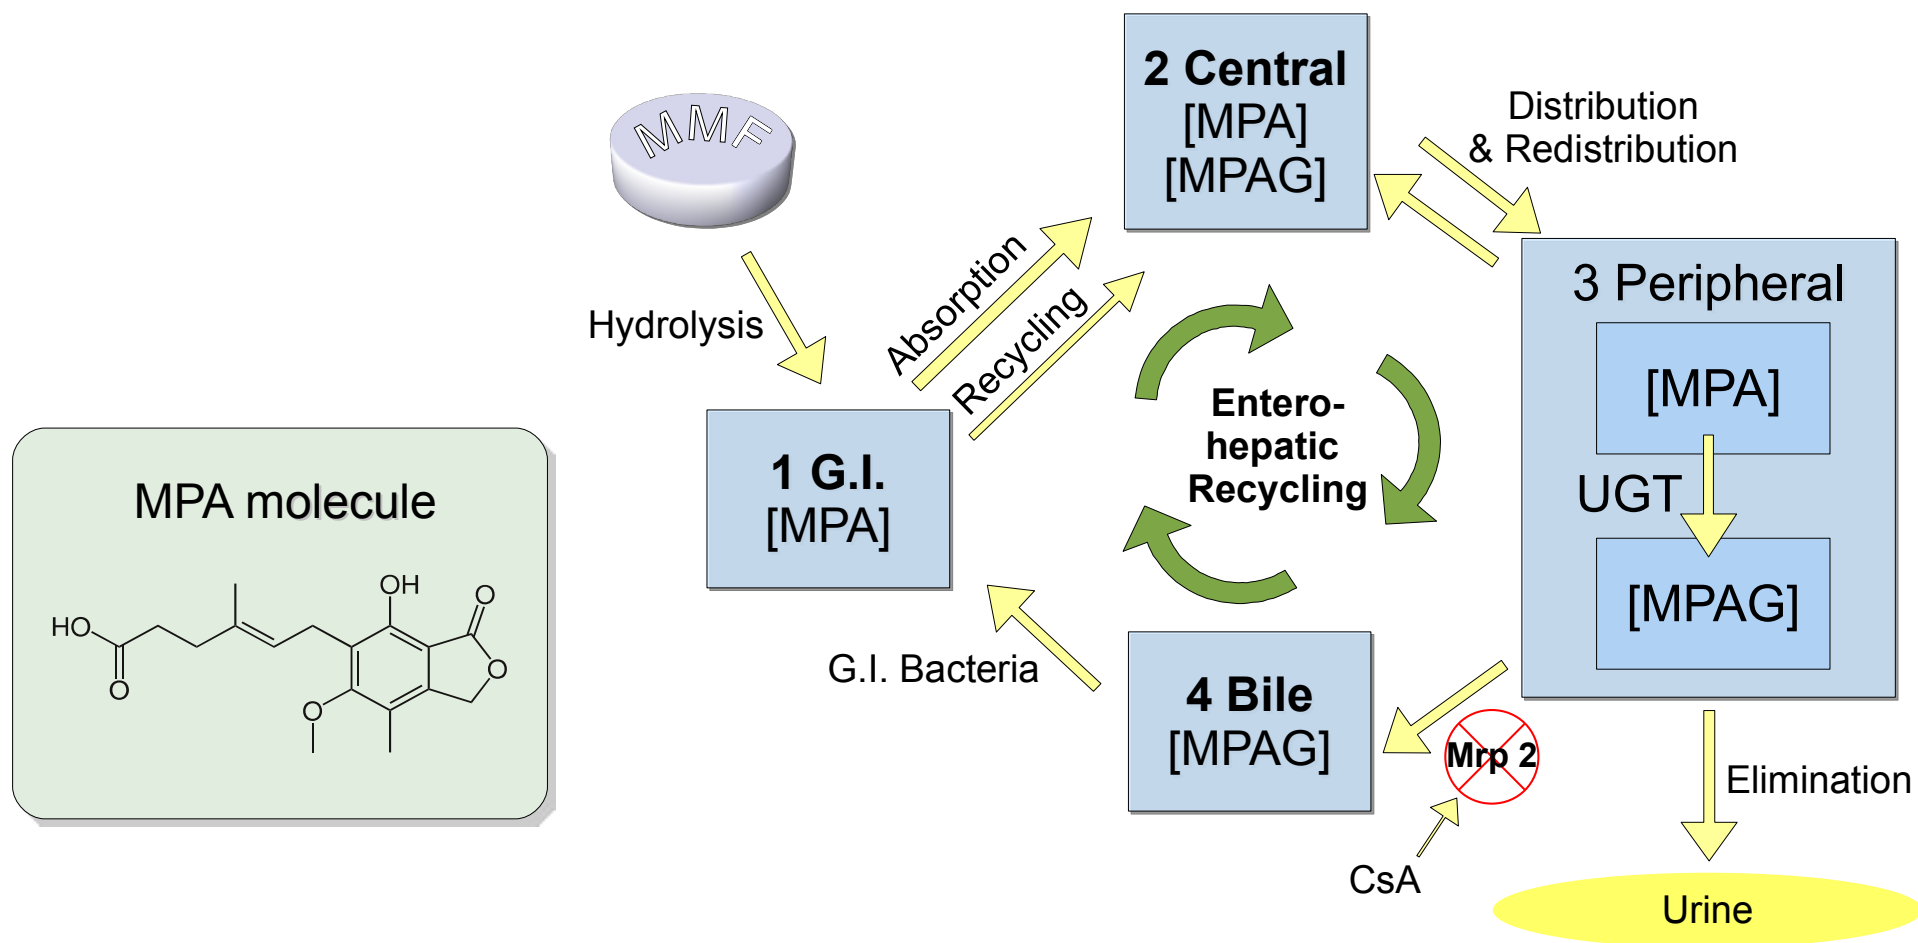 MMF
Hydrolysis
Absorption
Recycling
2 Central
[MPA]
[MPAG]
Distribution
& Redistribution
3 Peripheral
[MPA]
UGT
[MPAG]
1 G.I.
[MPA]
Entero-
hepatic
Recycling
G.I. Bacteria
4 Bile
[MPAG]
Mrp 2
CsA
Elimination
Urine
MPA molecule
OH
O
HO
O
O
O